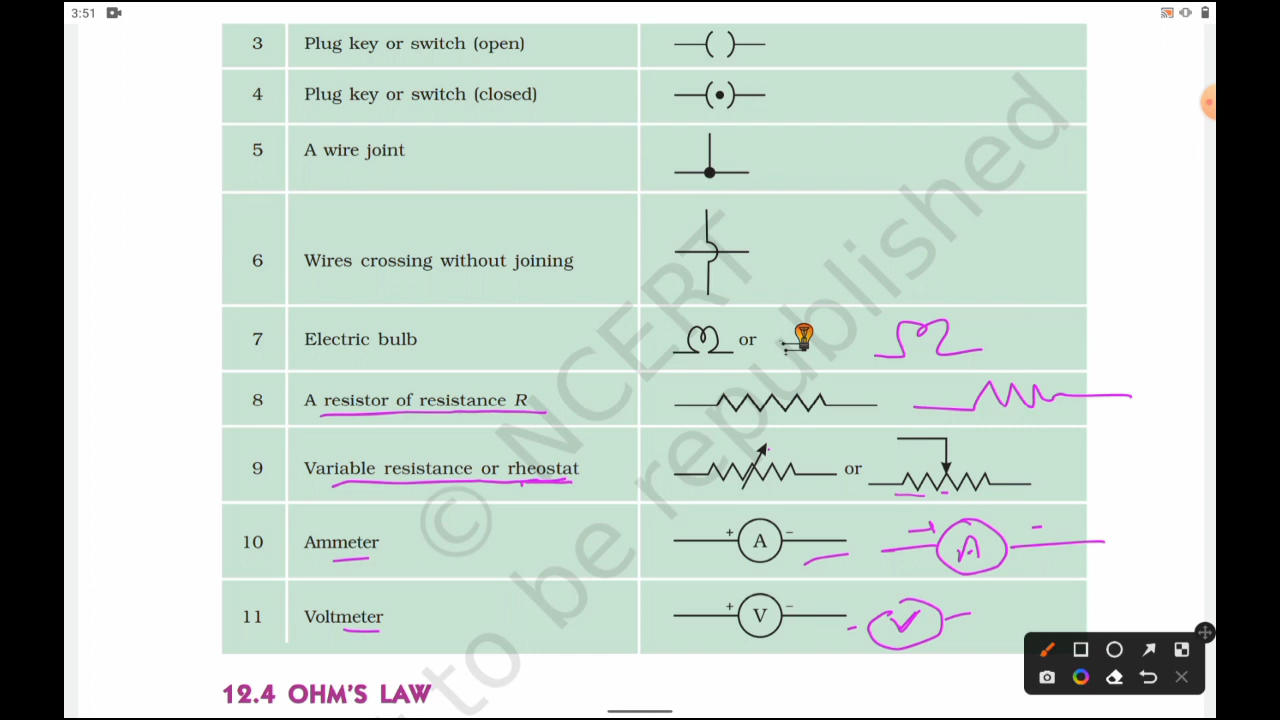 3:51
3 Plug key or switch (open)
4 Plug key or switch (closed)
5 A wire joint
6 Wires crossing without joining
7 Electric bulb or
8 A resistor of resistance R
9 Variable resistance or rheostat or
10 Ammeter + A – + A –
11 Voltmeter + V – - V -
© NCERT
to be republished
12.4 OHM'S LAW